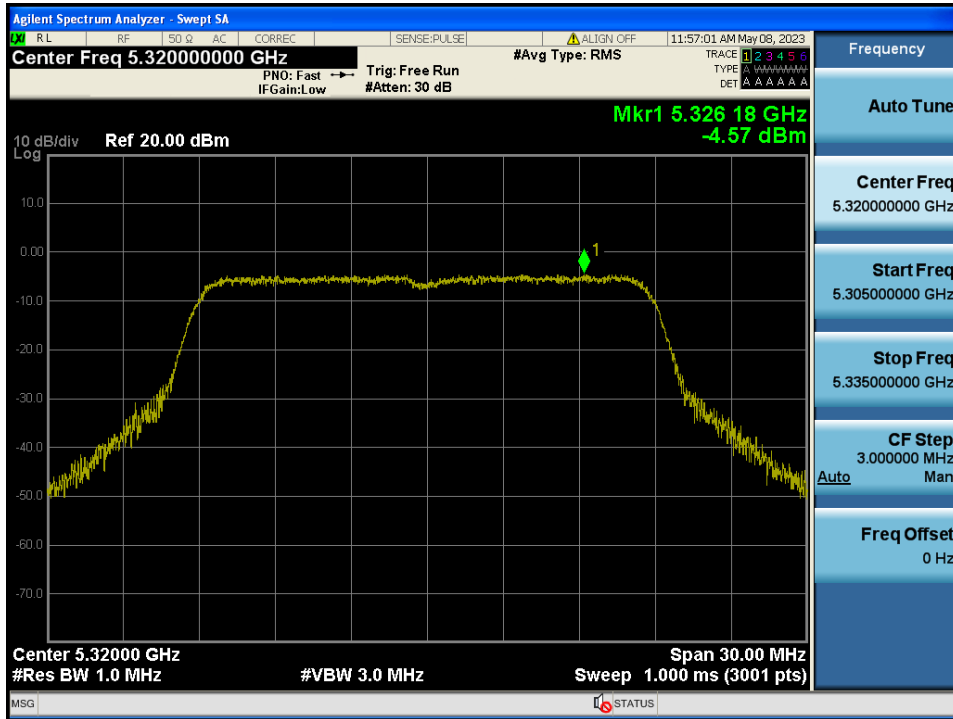 Agilent Spectrum Analyzer - Swept SA
LXI RL RF 50 Ω AC CORREC SENSE:PULSE ALIGN OFF 11:57:01 AM May 08, 2023
Center Freq 5.320000000 GHz
PNO: Fast
IFGain:Low
Trig: Free Run
#Atten: 30 dB
#Avg Type: RMS
TRACE 1 2 3 4 5 6
TYPE A WWWWW
DET A A A A A A
Mkr1 5.326 18 GHz
-4.57 dBm
10 dB/div Ref 20.00 dBm
Log
10.0
0.00
-10.0
-20.0
-30.0
-40.0
-50.0
-60.0
-70.0
1
Center 5.32000 GHz Span 30.00 MHz
#Res BW 1.0 MHz #VBW 3.0 MHz Sweep 1.000 ms (3001 pts)
MSG STATUS
Frequency
Auto Tune
Center Freq
5.320000000 GHz
Start Freq
5.305000000 GHz
Stop Freq
5.335000000 GHz
CF Step
3.000000 MHz
Auto Man
Freq Offset
0 Hz